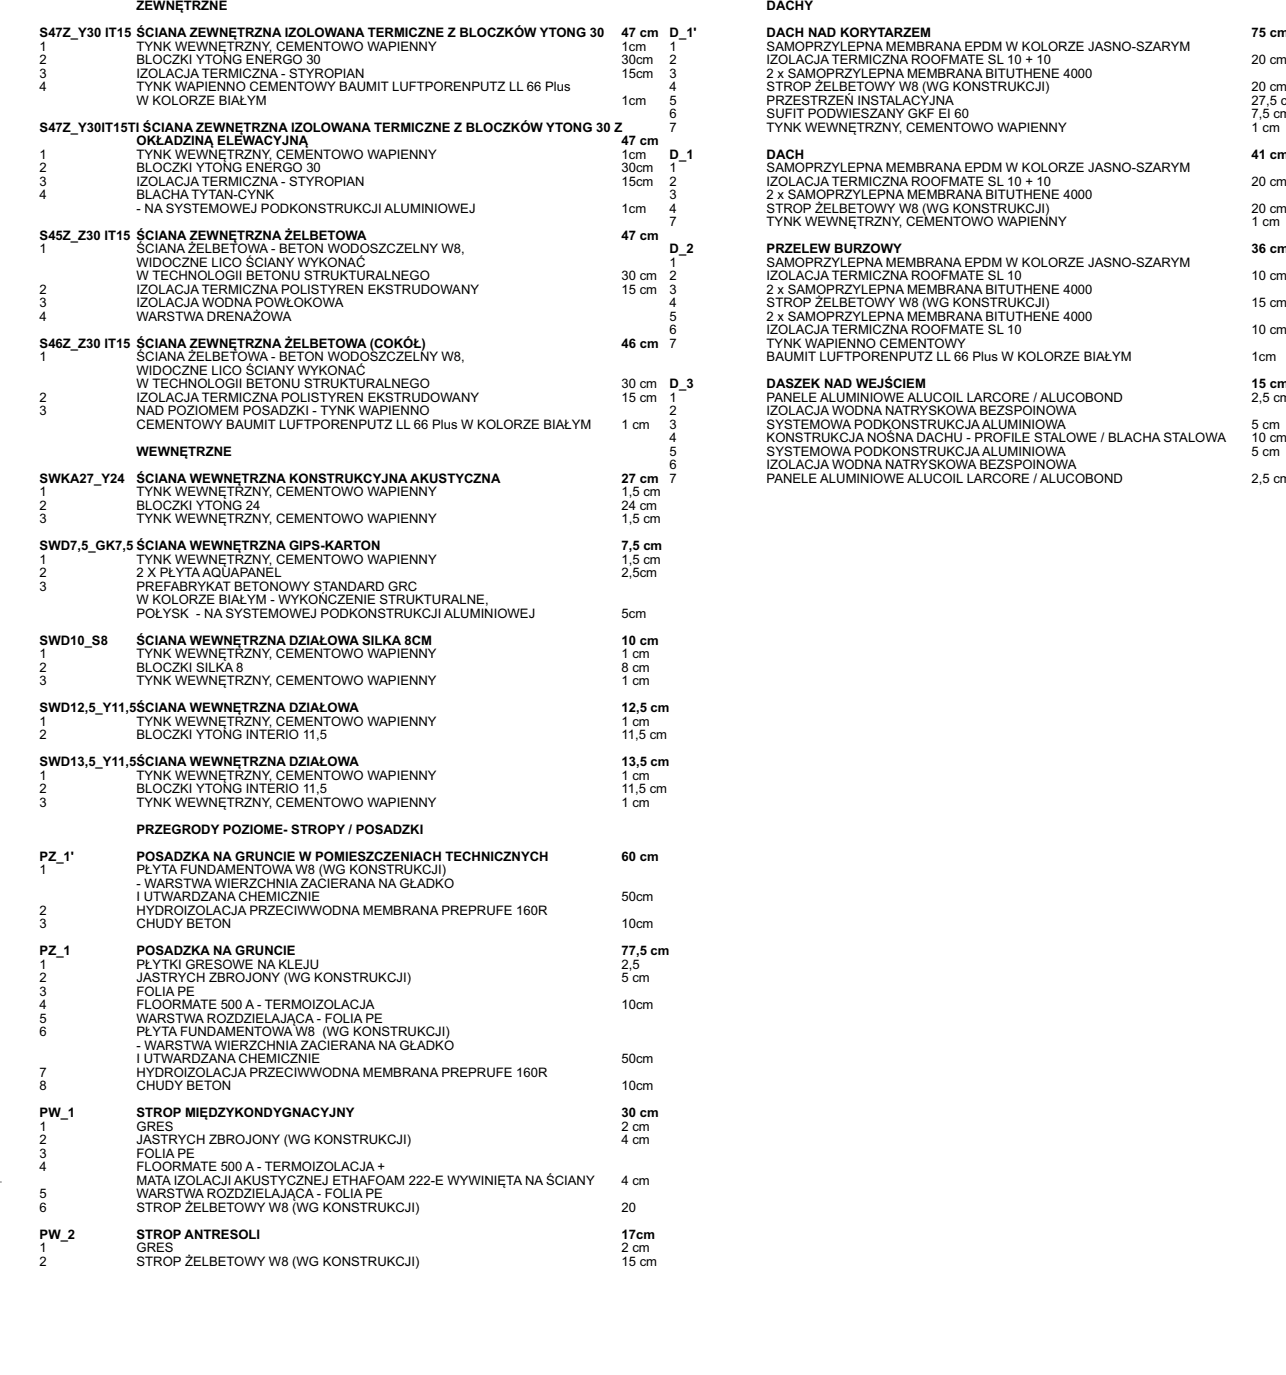 ZEWNĘTRZNE
S47Z_Y30 IT15 ŚCIANA ZEWNĘTRZNA IZOLOWANA TERMICZNE Z BLOCZKÓW YTONG 30 47 cm
1 TYNK WEWNĘTRZNY, CEMENTOWO WAPIENNY 1cm
2 BLOCZKI YTONG ENERGO 30 30cm
3 IZOLACJA TERMICZNA - STYROPIAN 15cm
4 TYNK WAPIENNO CEMENTOWY BAUMIT LUFTPORENPUTZ LL 66 Plus
W KOLORZE BIAŁYM 1cm
S47Z_Y30IT15TI ŚCIANA ZEWNĘTRZNA IZOLOWANA TERMICZNE Z BLOCZKÓW YTONG 30 Z
OKŁADZINĄ ELEWACYJNĄ 47 cm
1 TYNK WEWNĘTRZNY, CEMENTOWO WAPIENNY 1cm
2 BLOCZKI YTONG ENERGO 30 30cm
3 IZOLACJA TERMICZNA - STYROPIAN 15cm
4 BLACHA TYTAN-CYNK
- NA SYSTEMOWEJ PODKONSTRUKCJI ALUMINIOWEJ 1cm
S45Z_Z30 IT15 ŚCIANA ZEWNĘTRZNA ŻELBETOWA 47 cm
1 ŚCIANA ŻELBETOWA - BETON WODOSZCZELNY W8,
WIDOCZNE LICO ŚCIANY WYKONAĆ
W TECHNOLOGII BETONU STRUKTURALNEGO 30 cm
2 IZOLACJA TERMICZNA POLISTYREN EKSTRUDOWANY 15 cm
3 IZOLACJA WODNA POWŁOKOWA
4 WARSTWA DRENAŻOWA
S46Z_Z30 IT15 ŚCIANA ZEWNĘTRZNA ŻELBETOWA (COKÓŁ) 46 cm
1 ŚCIANA ŻELBETOWA - BETON WODOSZCZELNY W8,
WIDOCZNE LICO ŚCIANY WYKONAĆ
W TECHNOLOGII BETONU STRUKTURALNEGO 30 cm
2 IZOLACJA TERMICZNA POLISTYREN EKSTRUDOWANY 15 cm
3 NAD POZIOMEM POSADZKI - TYNK WAPIENNO
CEMENTOWY BAUMIT LUFTPORENPUTZ LL 66 Plus W KOLORZE BIAŁYM 1 cm
WEWNĘTRZNE
SWKA27_Y24 ŚCIANA WEWNĘTRZNA KONSTRUKCYJNA AKUSTYCZNA 27 cm
1 TYNK WEWNĘTRZNY, CEMENTOWO WAPIENNY 1,5 cm
2 BLOCZKI YTONG 24 24 cm
3 TYNK WEWNĘTRZNY, CEMENTOWO WAPIENNY 1,5 cm
SWD7,5_GK7,5 ŚCIANA WEWNĘTRZNA GIPS-KARTON 7,5 cm
1 TYNK WEWNĘTRZNY, CEMENTOWO WAPIENNY 1,5 cm
2 2 X PŁYTA AQUAPANEL 2,5cm
3 PREFABRYKAT BETONOWY STANDARD GRC
W KOLORZE BIAŁYM - WYKOŃCZENIE STRUKTURALNE,
POŁYSK - NA SYSTEMOWEJ PODKONSTRUKCJI ALUMINIOWEJ 5cm
SWD10_S8 ŚCIANA WEWNĘTRZNA DZIAŁOWA SILKA 8CM 10 cm
1 TYNK WEWNĘTRZNY, CEMENTOWO WAPIENNY 1 cm
2 BLOCZKI SILKA 8 8 cm
3 TYNK WEWNĘTRZNY, CEMENTOWO WAPIENNY 1 cm
SWD12,5_Y11,5ŚCIANA WEWNĘTRZNA DZIAŁOWA 12,5 cm
1 TYNK WEWNĘTRZNY, CEMENTOWO WAPIENNY 1 cm
2 BLOCZKI YTONG INTERIO 11,5 11,5 cm
SWD13,5_Y11,5ŚCIANA WEWNĘTRZNA DZIAŁOWA 13,5 cm
1 TYNK WEWNĘTRZNY, CEMENTOWO WAPIENNY 1 cm
2 BLOCZKI YTONG INTERIO 11,5 11,5 cm
3 TYNK WEWNĘTRZNY, CEMENTOWO WAPIENNY 1 cm
PRZEGRODY POZIOME- STROPY / POSADZKI
PZ_1' POSADZKA NA GRUNCIE W POMIESZCZENIACH TECHNICZNYCH 60 cm
1 PŁYTA FUNDAMENTOWA W8 (WG KONSTRUKCJI)
- WARSTWA WIERZCHNIA ZACIERANA NA GŁADKO
I UTWARDZANA CHEMICZNIE 50cm
2 HYDROIZOLACJA PRZECIWWODNA MEMBRANA PREPRUFE 160R
3 CHUDY BETON 10cm
PZ_1 POSADZKA NA GRUNCIE 77,5 cm
1 PŁYTKI GRESOWE NA KLEJU 2,5
2 JASTRYCH ZBROJONY (WG KONSTRUKCJI) 5 cm
3 FOLIA PE
4 FLOORMATE 500 A - TERMOIZOLACJA 10cm
5 WARSTWA ROZDZIELAJĄCA - FOLIA PE
6 PŁYTA FUNDAMENTOWA W8 (WG KONSTRUKCJI)
- WARSTWA WIERZCHNIA ZACIERANA NA GŁADKO
I UTWARDZANA CHEMICZNIE 50cm
7 HYDROIZOLACJA PRZECIWWODNA MEMBRANA PREPRUFE 160R
8 CHUDY BETON 10cm
PW_1 STROP MIĘDZYKONDYGNACYJNY 30 cm
1 GRES 2 cm
2 JASTRYCH ZBROJONY (WG KONSTRUKCJI) 4 cm
3 FOLIA PE
4 FLOORMATE 500 A - TERMOIZOLACJA +
MATA IZOLACJI AKUSTYCZNEJ ETHAFOAM 222-E WYWINIĘTA NA ŚCIANY 4 cm
5 WARSTWA ROZDZIELAJĄCA - FOLIA PE
6 STROP ŻELBETOWY W8 (WG KONSTRUKCJI) 20
PW_2 STROP ANTRESOLI 17cm
1 GRES 2 cm
2 STROP ŻELBETOWY W8 (WG KONSTRUKCJI) 15 cm
DACHY
D_1' DACH NAD KORYTARZEM 75 cm
1 SAMOPRZYLEPNA MEMBRANA EPDM W KOLORZE JASNO-SZARYM
2 IZOLACJA TERMICZNA ROOFMATE SL 10 + 10 20 cm
3 2 x SAMOPRZYLEPNA MEMBRANA BITUTHENE 4000
4 STROP ŻELBETOWY W8 (WG KONSTRUKCJI) 20 cm
5 PRZESTRZEŃ INSTALACYJNA 27,5 c
6 SUFIT PODWIESZANY GKF EI 60 7,5 cm
7 TYNK WEWNĘTRZNY, CEMENTOWO WAPIENNY 1 cm
D_1 DACH 41 cm
1 SAMOPRZYLEPNA MEMBRANA EPDM W KOLORZE JASNO-SZARYM
2 IZOLACJA TERMICZNA ROOFMATE SL 10 + 10 20 cm
3 2 x SAMOPRZYLEPNA MEMBRANA BITUTHENE 4000
4 STROP ŻELBETOWY W8 (WG KONSTRUKCJI) 20 cm
7 TYNK WEWNĘTRZNY, CEMENTOWO WAPIENNY 1 cm
D_2 PRZELEW BURZOWY 36 cm
1 SAMOPRZYLEPNA MEMBRANA EPDM W KOLORZE JASNO-SZARYM
2 IZOLACJA TERMICZNA ROOFMATE SL 10 10 cm
3 2 x SAMOPRZYLEPNA MEMBRANA BITUTHENE 4000
4 STROP ŻELBETOWY W8 (WG KONSTRUKCJI) 15 cm
5 2 x SAMOPRZYLEPNA MEMBRANA BITUTHENE 4000
6 IZOLACJA TERMICZNA ROOFMATE SL 10 10 cm
7 TYNK WAPIENNO CEMENTOWY
BAUMIT LUFTPORENPUTZ LL 66 Plus W KOLORZE BIAŁYM 1cm
D_3 DASZEK NAD WEJŚCIEM 15 cm
1 PANELE ALUMINIOWE ALUCOIL LARCORE / ALUCOBOND 2,5 cm
2 IZOLACJA WODNA NATRYSKOWA BEZSPOINOWA
3 SYSTEMOWA PODKONSTRUKCJA ALUMINIOWA 5 cm
4 KONSTRUKCJA NOŚNA DACHU - PROFILE STALOWE / BLACHA STALOWA 10 cm
5 SYSTEMOWA PODKONSTRUKCJA ALUMINIOWA 5 cm
6 IZOLACJA WODNA NATRYSKOWA BEZSPOINOWA
7 PANELE ALUMINIOWE ALUCOIL LARCORE / ALUCOBOND 2,5 cm